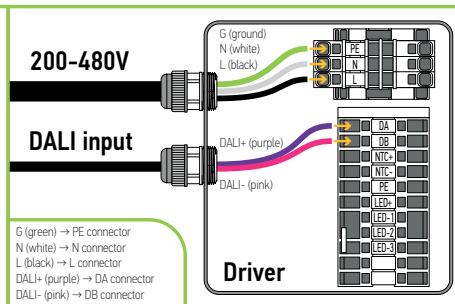 G (ground)
N (white)
L (black)
200-480V
PE
N
L
DALI input
DALI+ (purple)
DALI- (pink)
DA
DB
NTC+
NTC-
PE
LED+
LED-1
LED-2
LED-3
Driver
G (green) → PE connector
N (white) → N connector
L (black) → L connector
DALI+ (purple) → DA connector
DALI- (pink) → DB connector